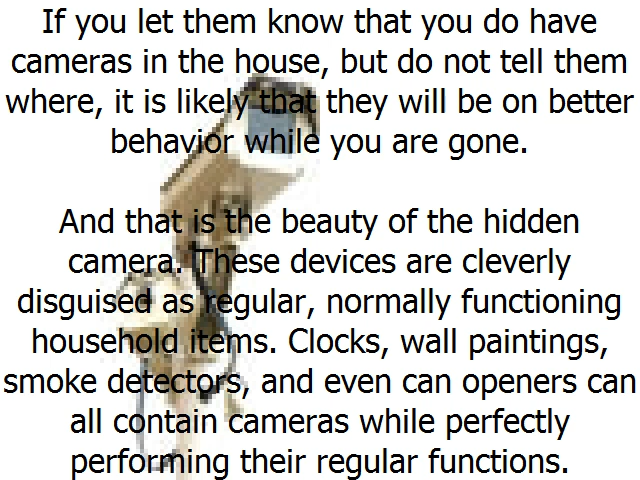 If you let them know that you do have
cameras in the house, but do not tell them
where, it is likely that they will be on better
behavior while you are gone.
And that is the beauty of the hidden
camera. These devices are cleverly
disguised as regular, normally functioning
household items. Clocks, wall paintings,
smoke detectors, and even can openers can
all contain cameras while perfectly
performing their regular functions.